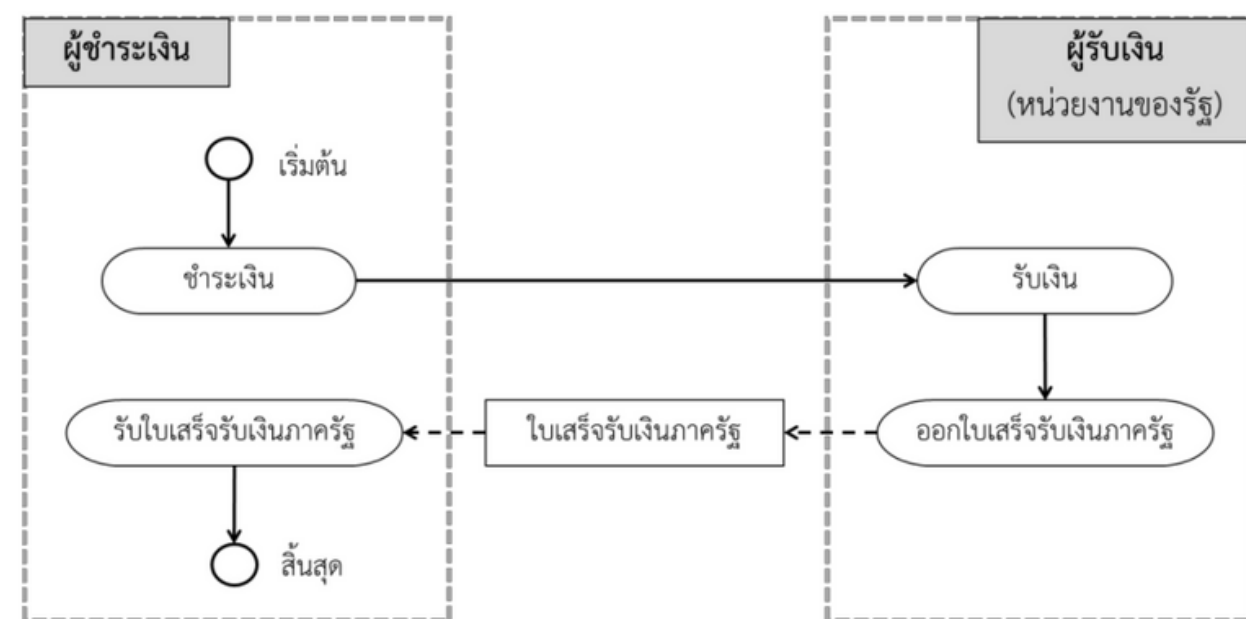 ผู้ชำระเงิน
ผู้รับเงิน
(หน่วยงานของรัฐ)
เริ่มต้น
ชำระเงิน
รับเงิน
รับใบเสร็จรับเงินภาครัฐ
ใบเสร็จรับเงินภาครัฐ
ออกใบเสร็จรับเงินภาครัฐ
สิ้นสุด